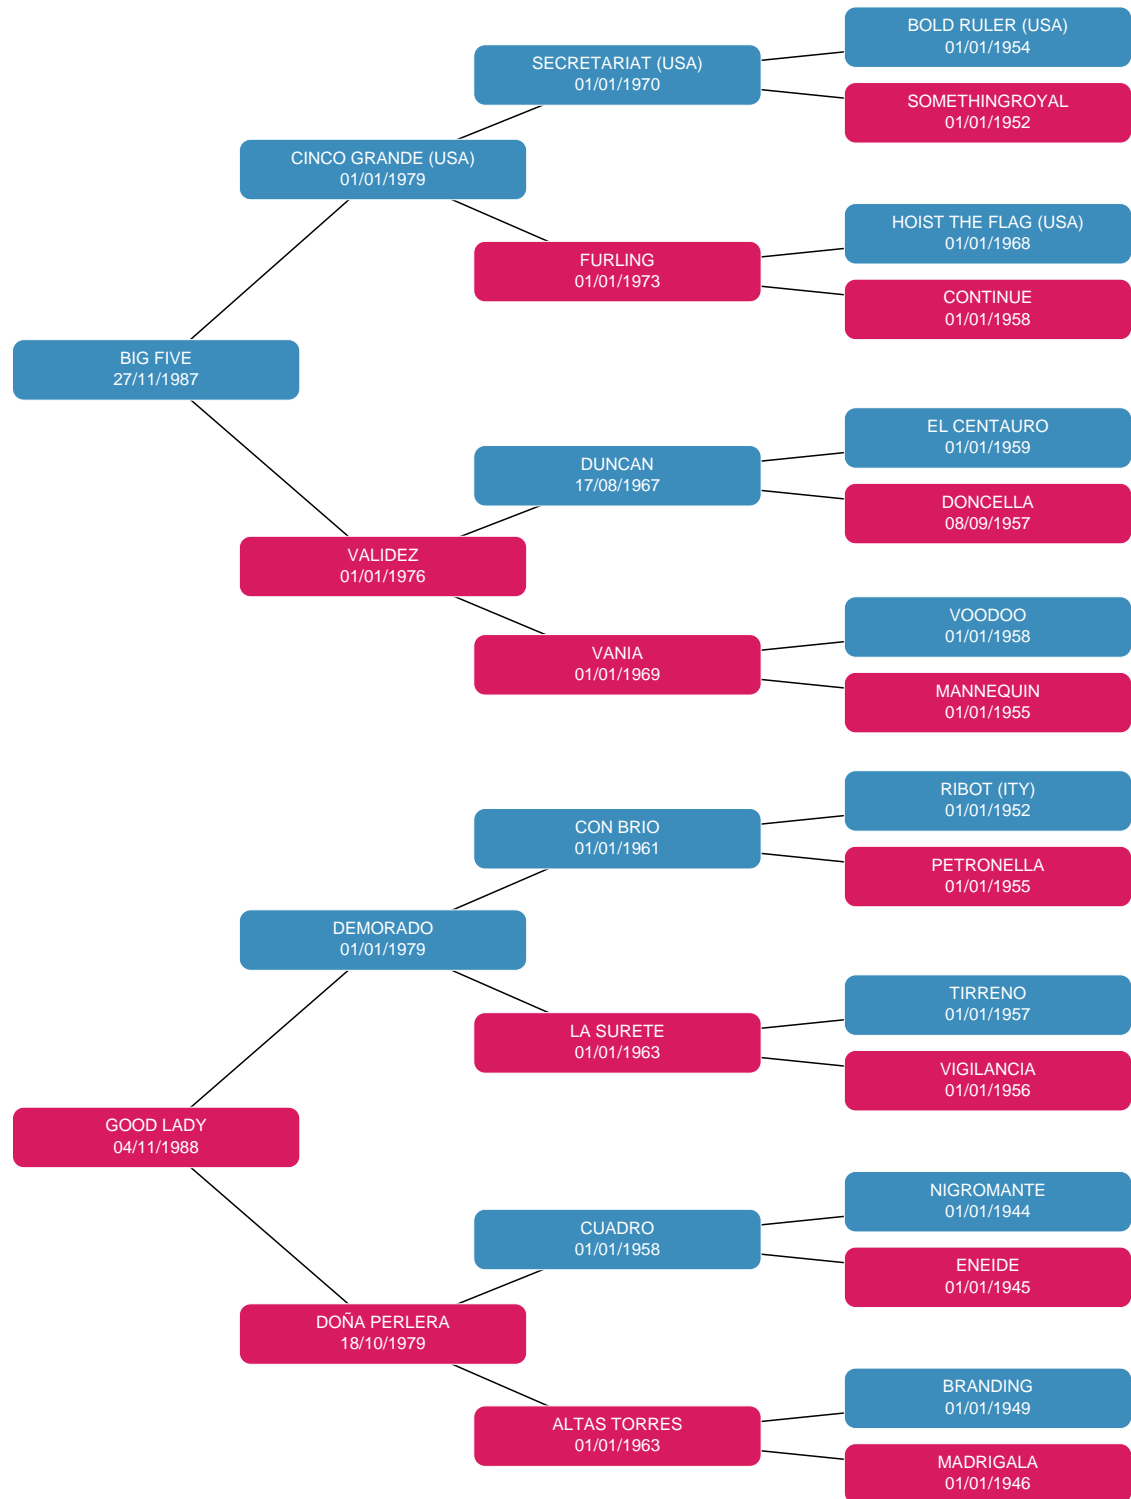 BOLD RULER (USA)
01/01/1954
SECRETARIAT (USA)
01/01/1970
SOMETHINGROYAL
01/01/1952
CINCO GRANDE (USA)
01/01/1979
HOIST THE FLAG (USA)
01/01/1968
FURLING
01/01/1973
CONTINUE
01/01/1958
BIG FIVE
27/11/1987
EL CENTAURO
01/01/1959
DUNCAN
17/08/1967
DONCELLA
08/09/1957
VALIDEZ
01/01/1976
VOODOO
01/01/1958
VANIA
01/01/1969
MANNEQUIN
01/01/1955
RIBOT (ITY)
01/01/1952
CON BRIO
01/01/1961
PETRONELLA
01/01/1955
DEMORADO
01/01/1979
TIRRENO
01/01/1957
LA SURETE
01/01/1963
VIGILANCIA
01/01/1956
GOOD LADY
04/11/1988
NIGROMANTE
01/01/1944
CUADRO
01/01/1958
ENEIDE
01/01/1945
DOÑA PERLERA
18/10/1979
BRANDING
01/01/1949
ALTAS TORRES
01/01/1963
MADRIGALA
01/01/1946